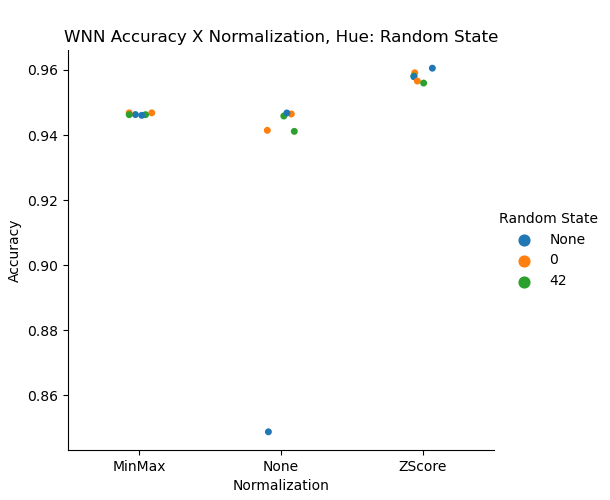 WNN Accuracy X Normalization, Hue: Random State
0.96
0.94
0.92
0.90
0.88
0.86
Accuracy
MinMax
None
ZScore
Normalization
Random State
None
0
42